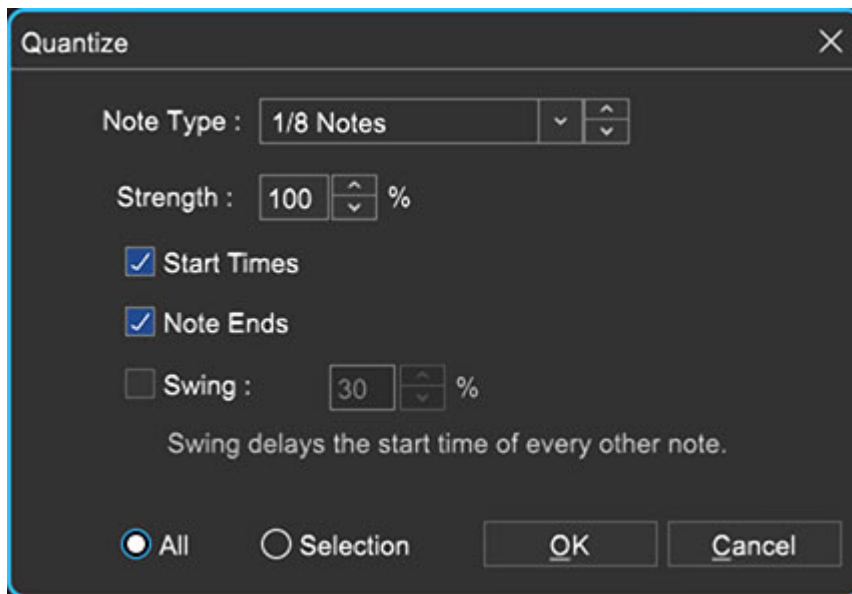 Quantize
Note Type : 1/8 Notes
Strength : 100 %
Start Times
Note Ends
Swing : 30 %
Swing delays the start time of every other note.
All Selection OK Cancel